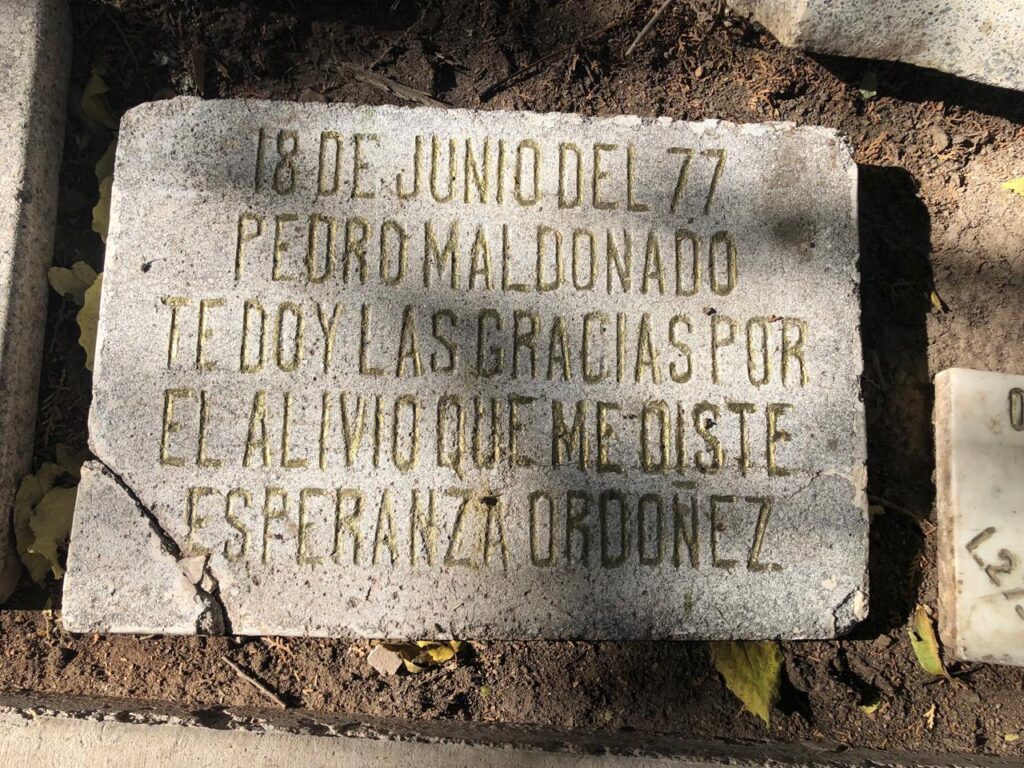 18 DE JUNIO DEL 77
PEDRO MALDONADO
TE DOY LAS GRACIAS POR
EL ALIVIO QUE ME DISTE
ESPERANZA ORDOÑEZ.